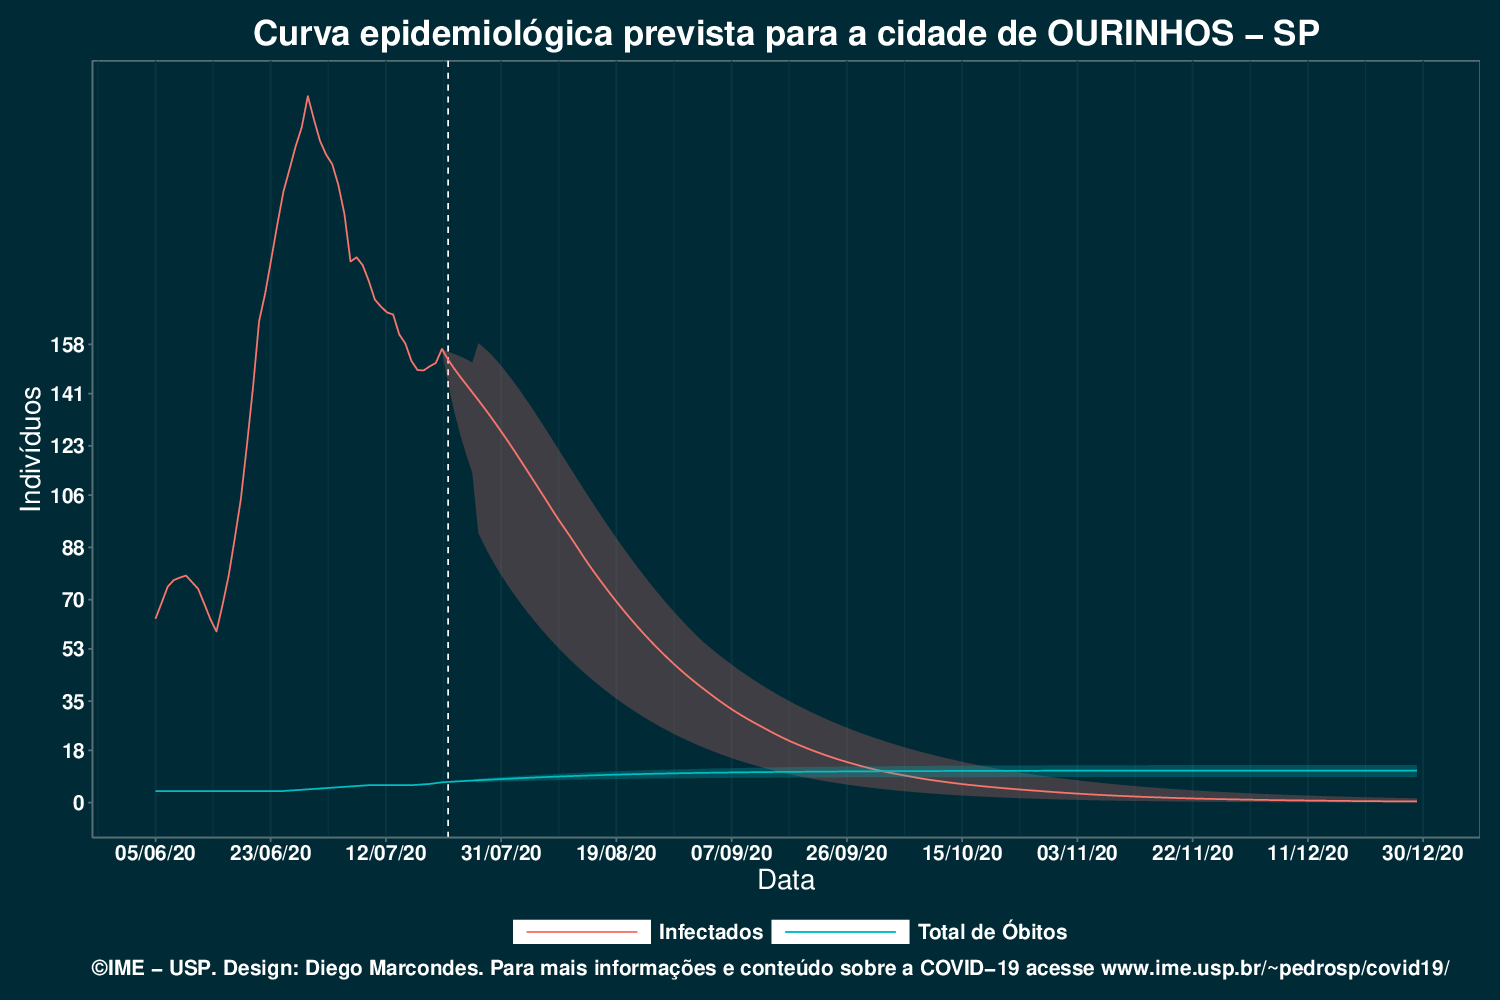 Curva epidemiológica prevista para a cidade de OURINHOS – SP
Indivíduos
158
141
123
106
88
70
53
35
18
0
05/06/20 23/06/20 12/07/20 31/07/20 19/08/20 07/09/20 26/09/20 15/10/20 03/11/20 22/11/20 11/12/20 30/12/20
Data
Infectados Total de Óbitos
©IME – USP. Design: Diego Marcondes. Para mais informações e conteúdo sobre a COVID–19 acesse www.ime.usp.br/~pedrosp/covid19/